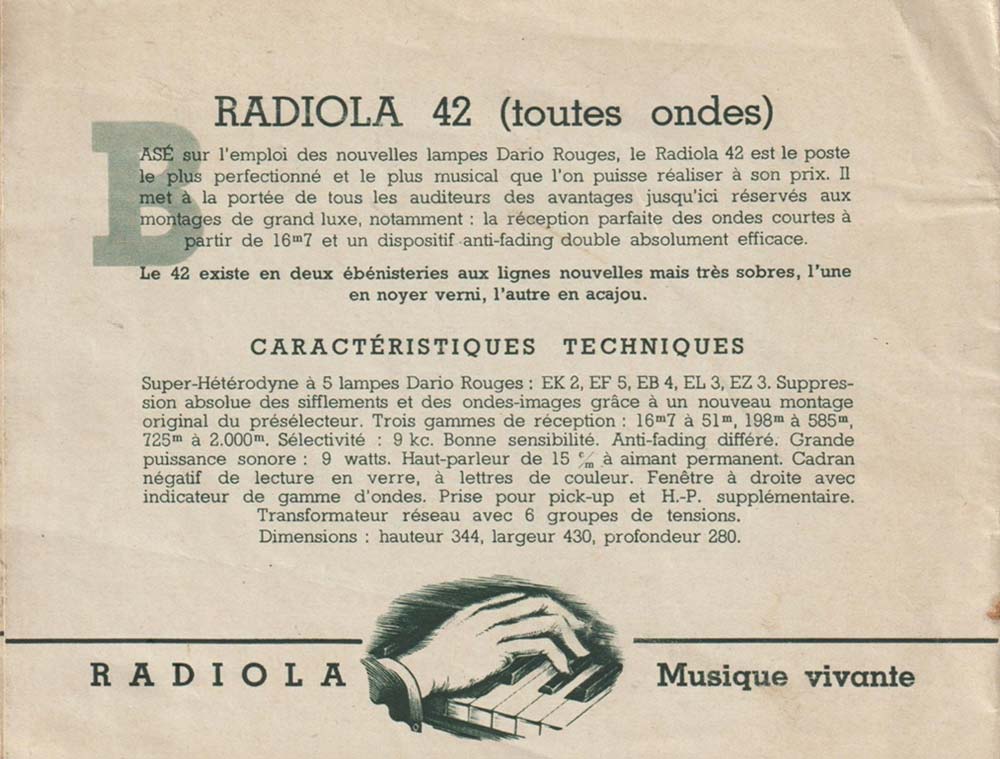 RADIOLA 42 (toutes ondes)
BASÉ sur l'emploi des nouvelles lampes Dario Rouges, le Radiola 42 est le poste
le plus perfectionné et le plus musical que l'on puisse réaliser à son prix. Il
met à la portée de tous les auditeurs des avantages jusqu'ici réservés aux
montages de grand luxe, notamment : la réception parfaite des ondes courtes à
partir de 16ᵐ7 et un dispositif anti-fading double absolument efficace.
Le 42 existe en deux ébénisteries aux lignes nouvelles mais très sobres, l'une
en noyer verni, l'autre en acajou.
CARACTÉRISTIQUES TECHNIQUES
Super-Hétérodyne à 5 lampes Dario Rouges : EK 2, EF 5, EB 4, EL 3, EZ 3. Suppres-
sion absolue des sifflements et des ondes-images grâce à un nouveau montage
original du présélecteur. Trois gammes de réception : 16ᵐ7 à 51ᵐ, 198ᵐ à 585ᵐ,
725ᵐ à 2.000ᵐ. Sélectivité : 9 kc. Bonne sensibilité. Anti-fading différé. Grande
puissance sonore : 9 watts. Haut-parleur de 15 c/m à aimant permanent. Cadran
négatif de lecture en verre, à lettres de couleur. Fenêtre à droite avec
indicateur de gamme d'ondes. Prise pour pick-up et H.-P. supplémentaire.
Transformateur réseau avec 6 groupes de tensions.
Dimensions : hauteur 344, largeur 430, profondeur 280.
RADIOLA
Musique vivante